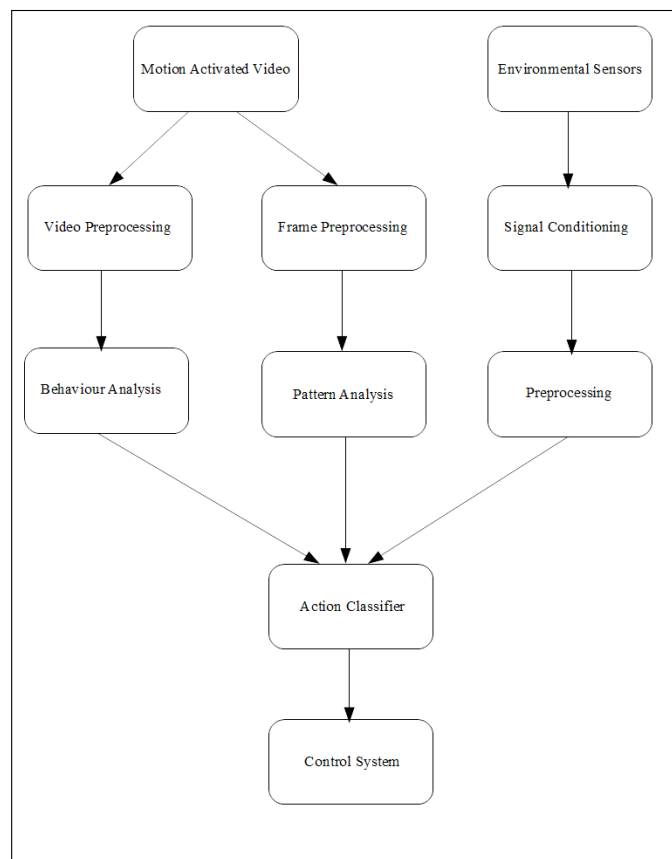 Motion Activated Video
Environmental Sensors
Video Preprocessing
Frame Preprocessing
Signal Conditioning
Behaviour Analysis
Pattern Analysis
Preprocessing
Action Classifier
Control System